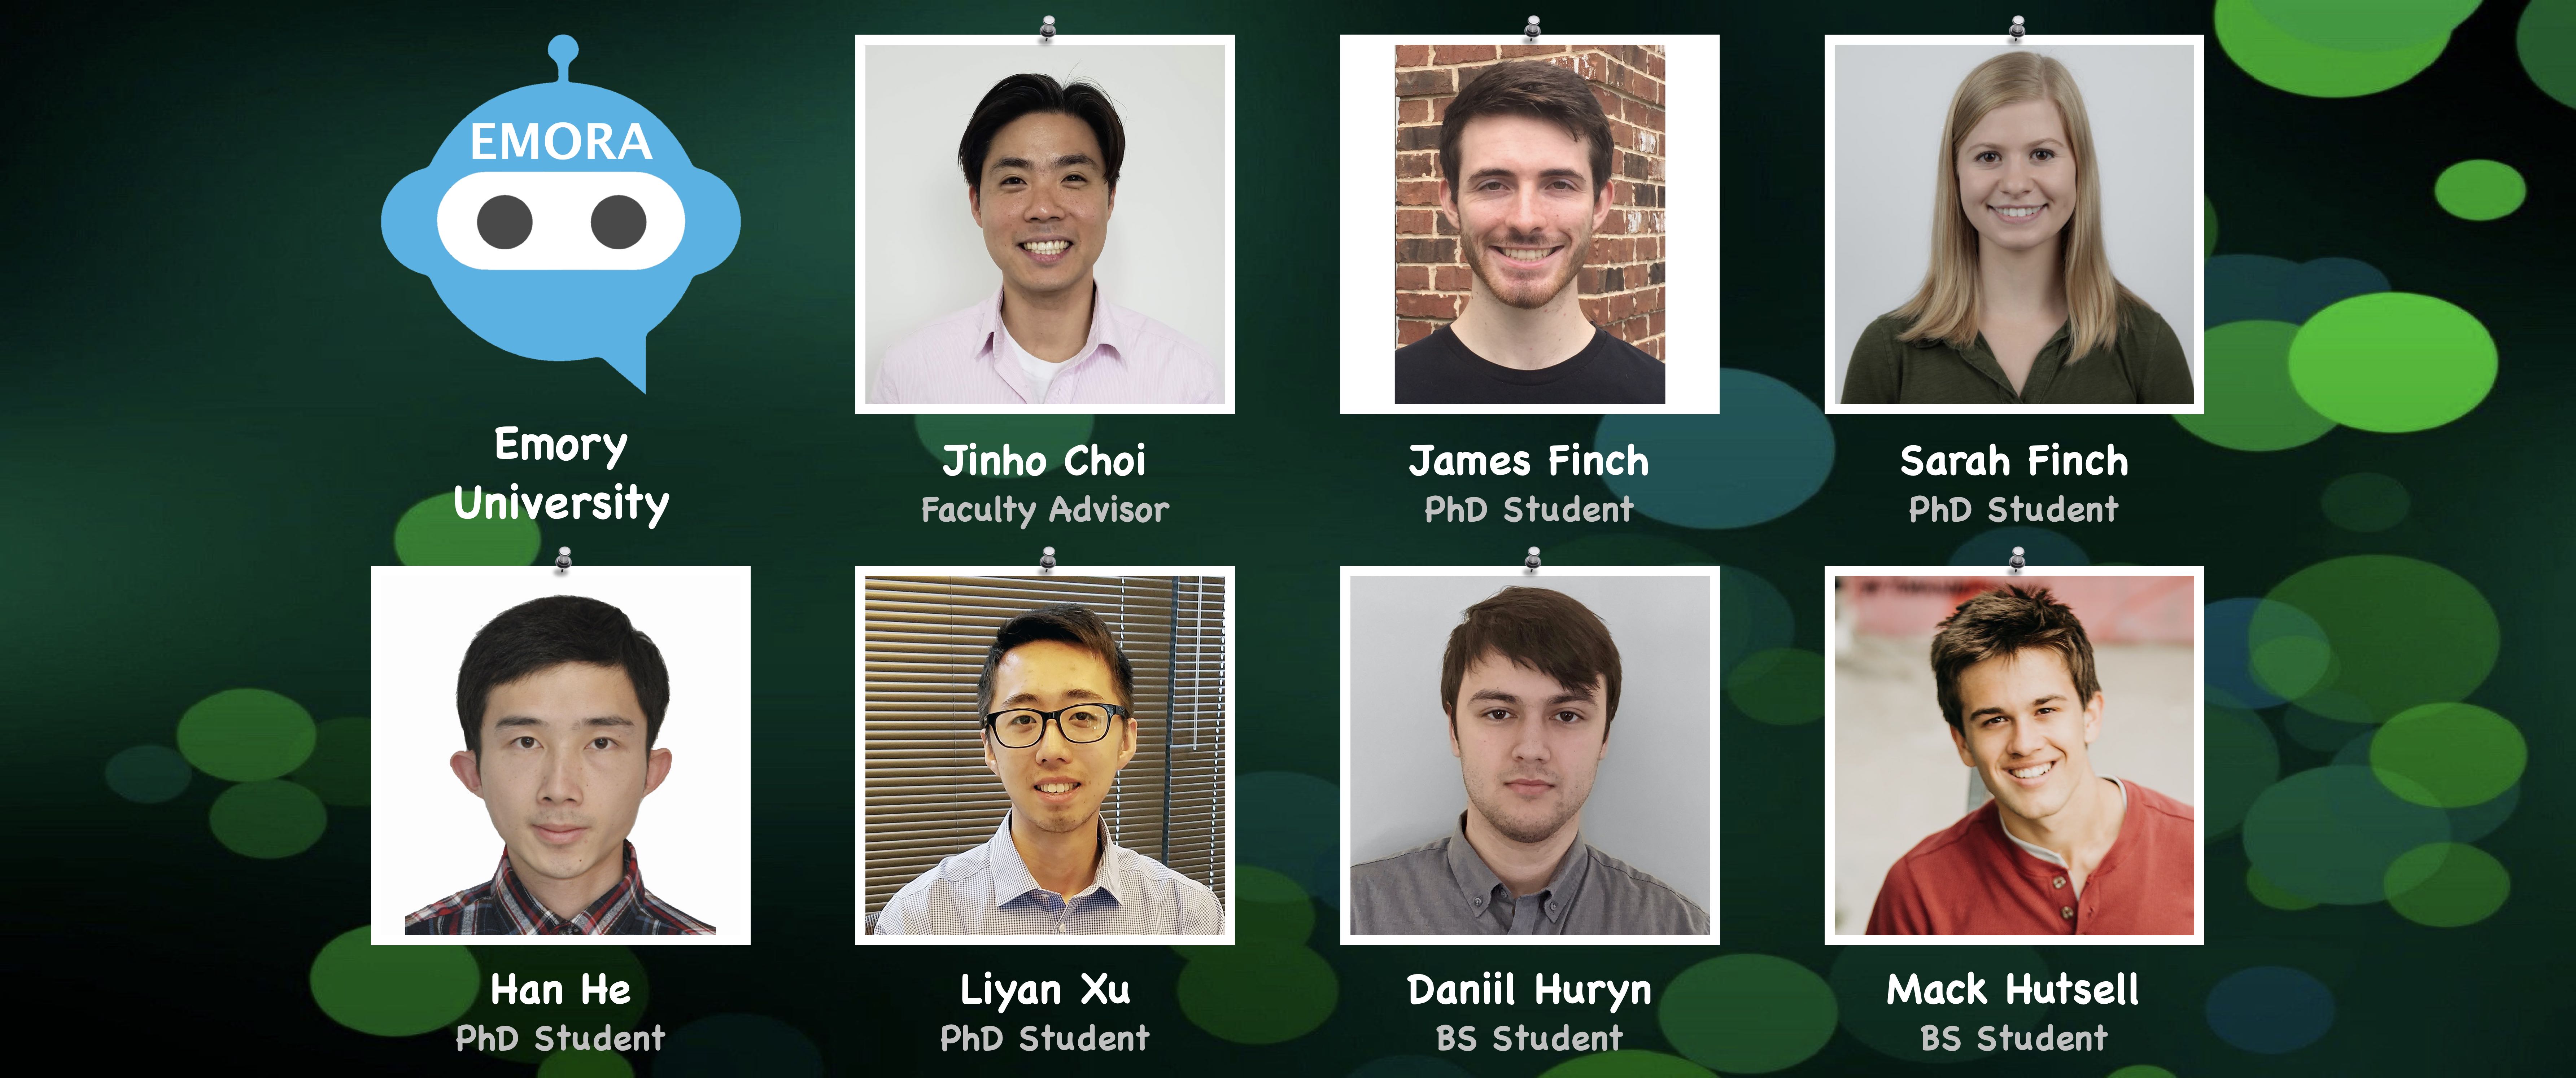 EMORA
Emory
University
Jinho Choi
Faculty Advisor
James Finch
PhD Student
Sarah Finch
PhD Student
Han He
PhD Student
Liyan Xu
PhD Student
Daniil Huryn
BS Student
Mack Hutsell
BS Student